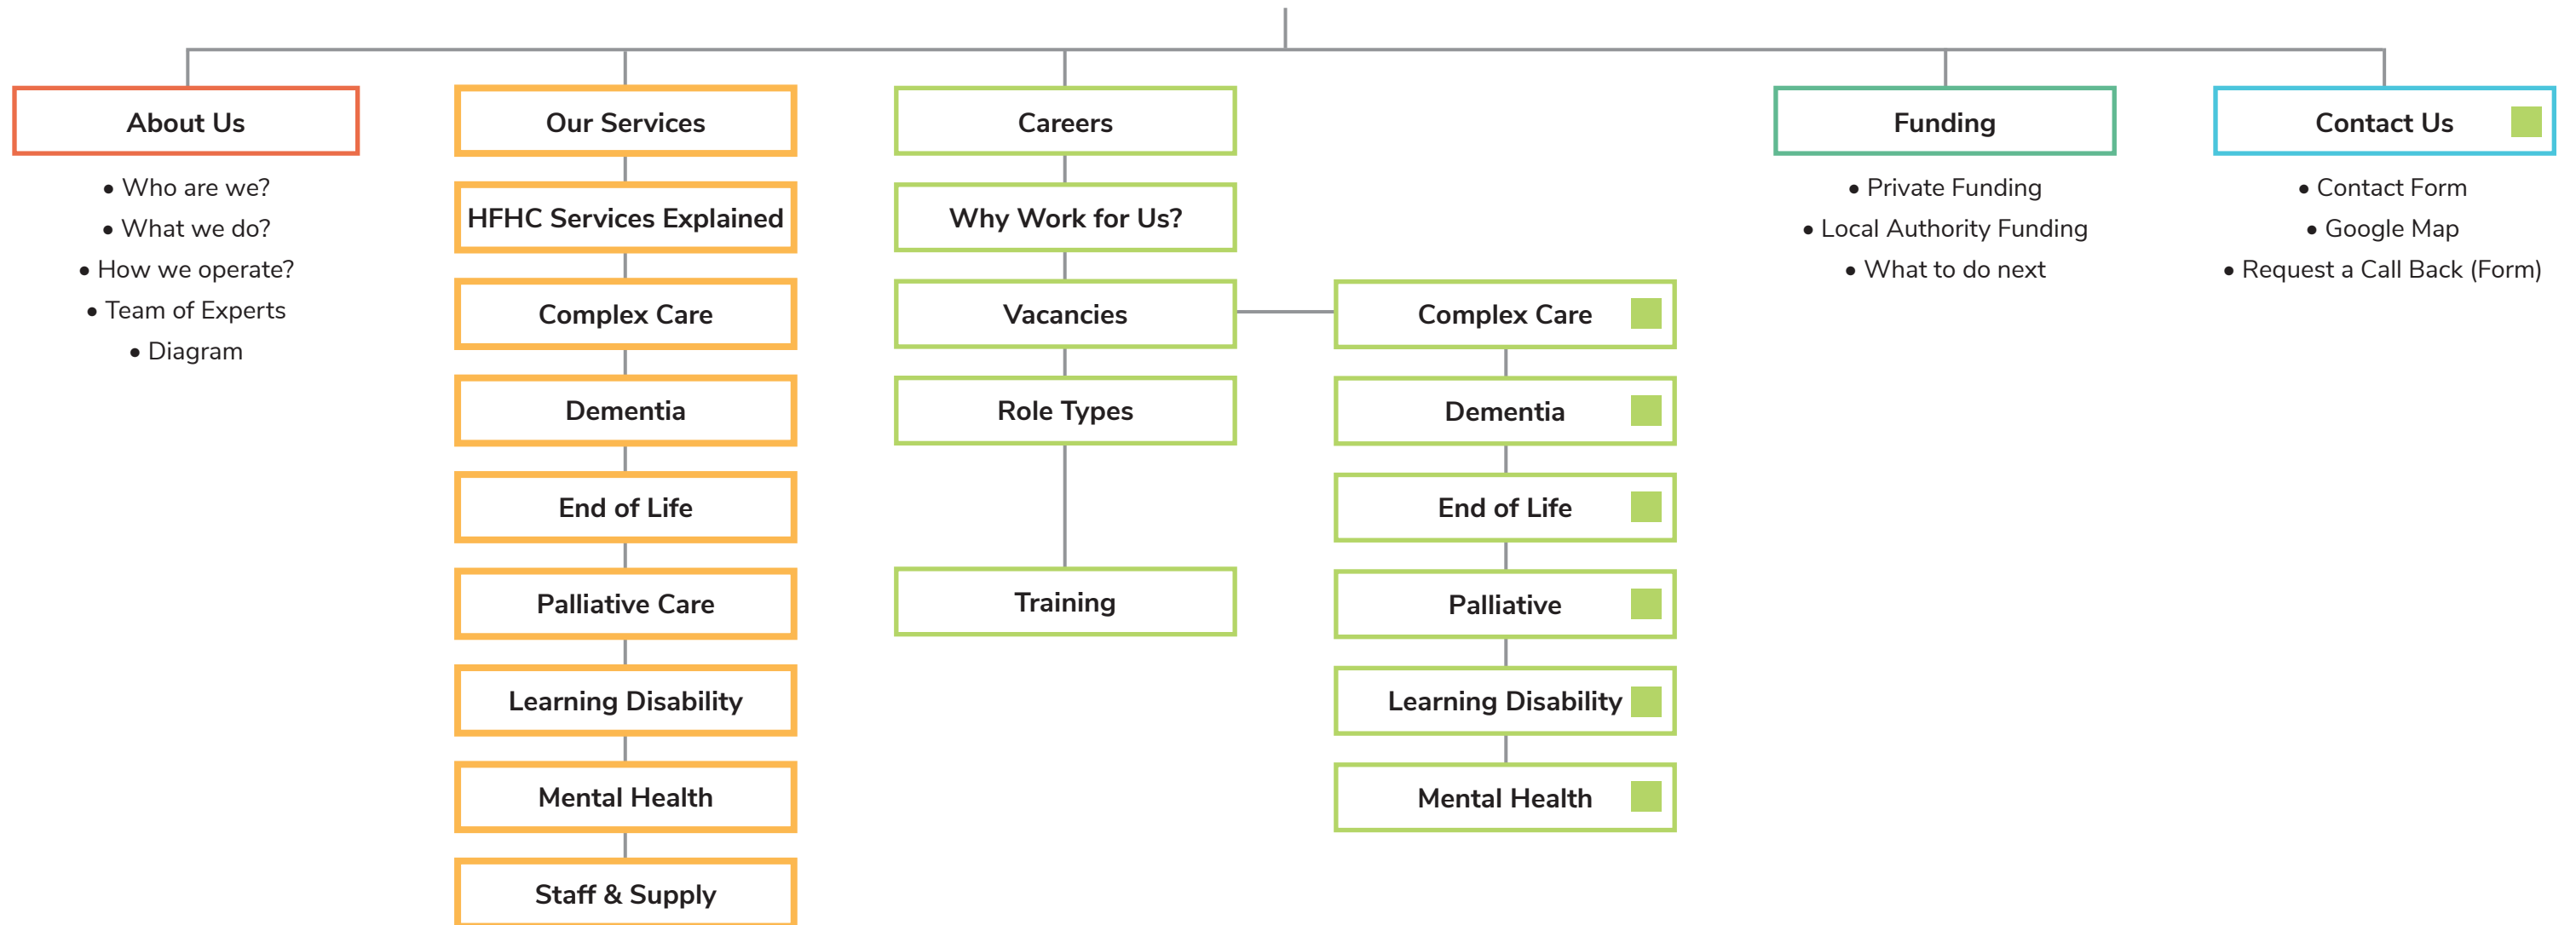 About Us
• Who are we?
• What we do?
• How we operate?
• Team of Experts
• Diagram
Our Services
HFHC Services Explained
Complex Care
Dementia
End of Life
Palliative Care
Learning Disability
Mental Health
Staff & Supply
Careers
Why Work for Us?
Vacancies
Role Types
Training
Complex Care
Dementia
End of Life
Palliative
Learning Disability
Mental Health
Funding
• Private Funding
• Local Authority Funding
• What to do next
Contact Us
• Contact Form
• Google Map
• Request a Call Back (Form)